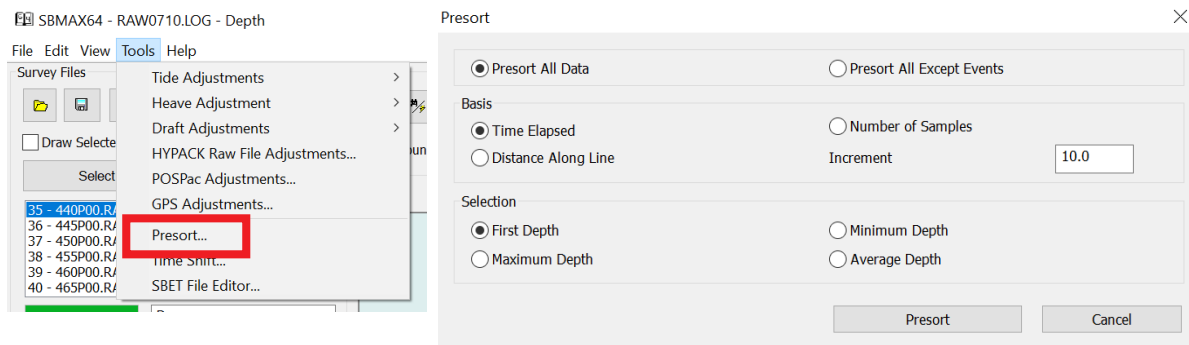 SBMAX64 - RAW0710.LOG - Depth
File Edit View Tools Help
Survey Files
Draw Selecte
Select
35 - 440P00.RA
36 - 445P00.RA
37 - 450P00.RA
38 - 455P00.RA
39 - 460P00.RA
40 - 465P00.RA
Tide Adjustments
Heave Adjustment
Draft Adjustments
HYPACK Raw File Adjustments...
POSPac Adjustments...
GPS Adjustments...
Presort...
Time Shift...
SBET File Editor...
Presort
Presort All Data
Presort All Except Events
Basis
Time Elapsed
Number of Samples
Distance Along Line
Increment
10.0
Selection
First Depth
Minimum Depth
Maximum Depth
Average Depth
Presort
Cancel